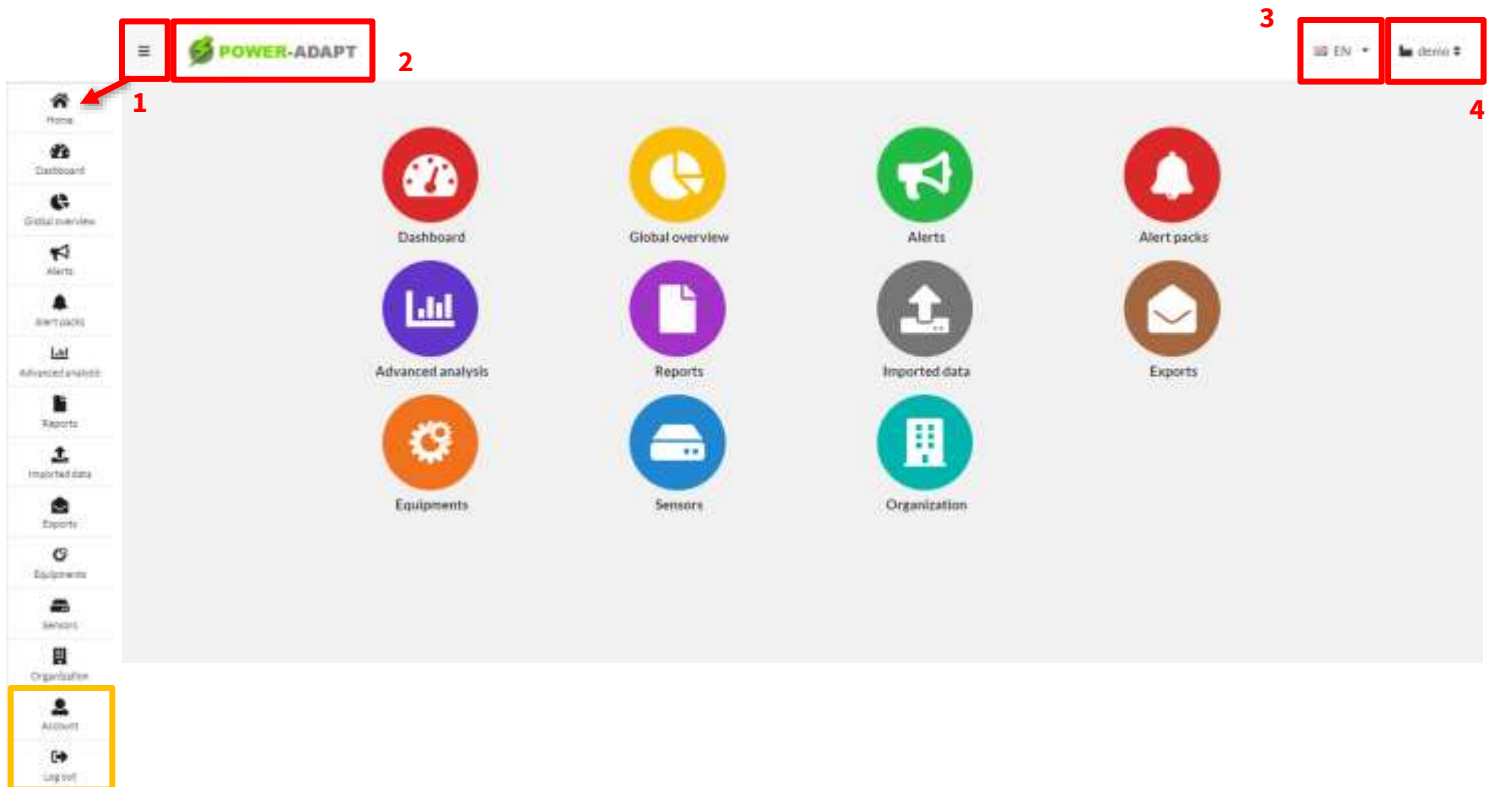 POWER-ADAPT
EN
demo
1
2
3
4
Home
Dashboard
Global overview
Alerts
Alert packs
Advanced analysis
Reports
Imported data
Exports
Equipments
Sensors
Organization
Account
Log out
Dashboard
Global overview
Alerts
Alert packs
Advanced analysis
Reports
Imported data
Exports
Equipments
Sensors
Organization